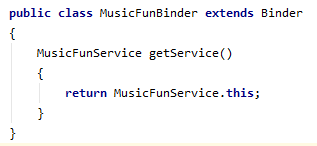 public class MusicFunBinder extends Binder
{
    MusicFunService getService()
    {
        return MusicFunService.this;
    }
}